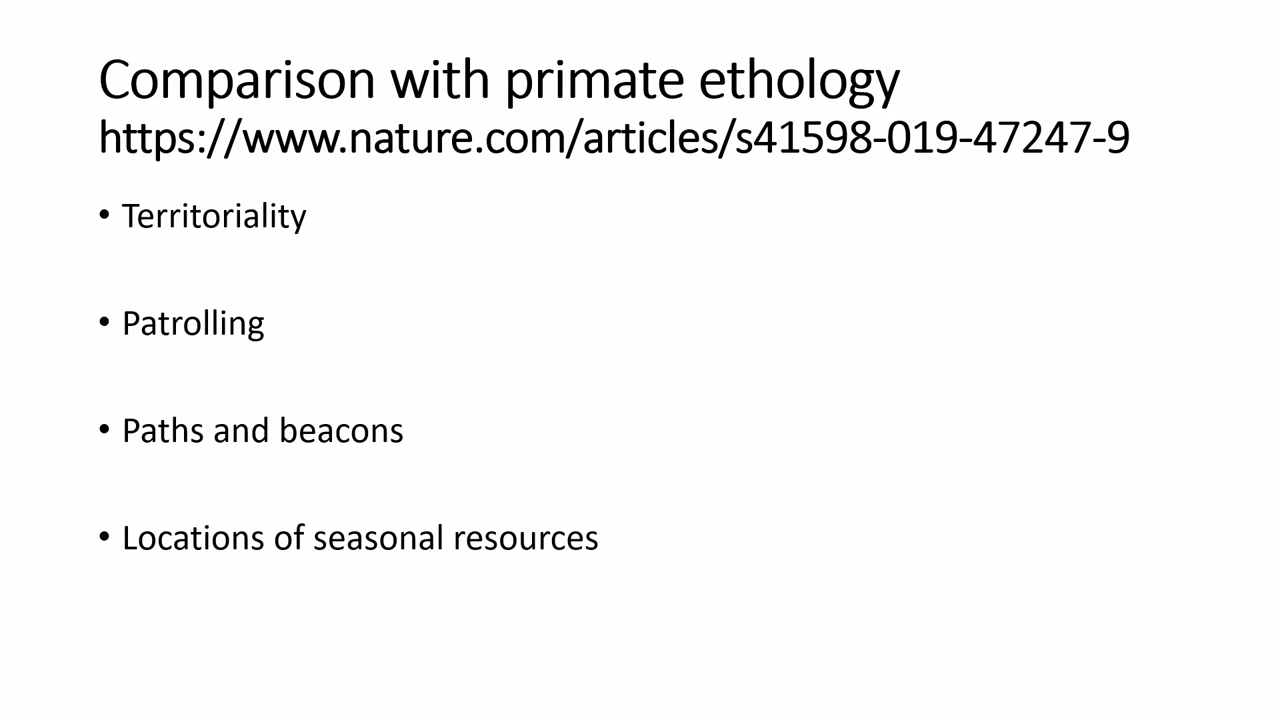 Comparison with primate ethology
https://www.nature.com/articles/s41598-019-47247-9
• Territoriality
• Patrolling
• Paths and beacons
• Locations of seasonal resources